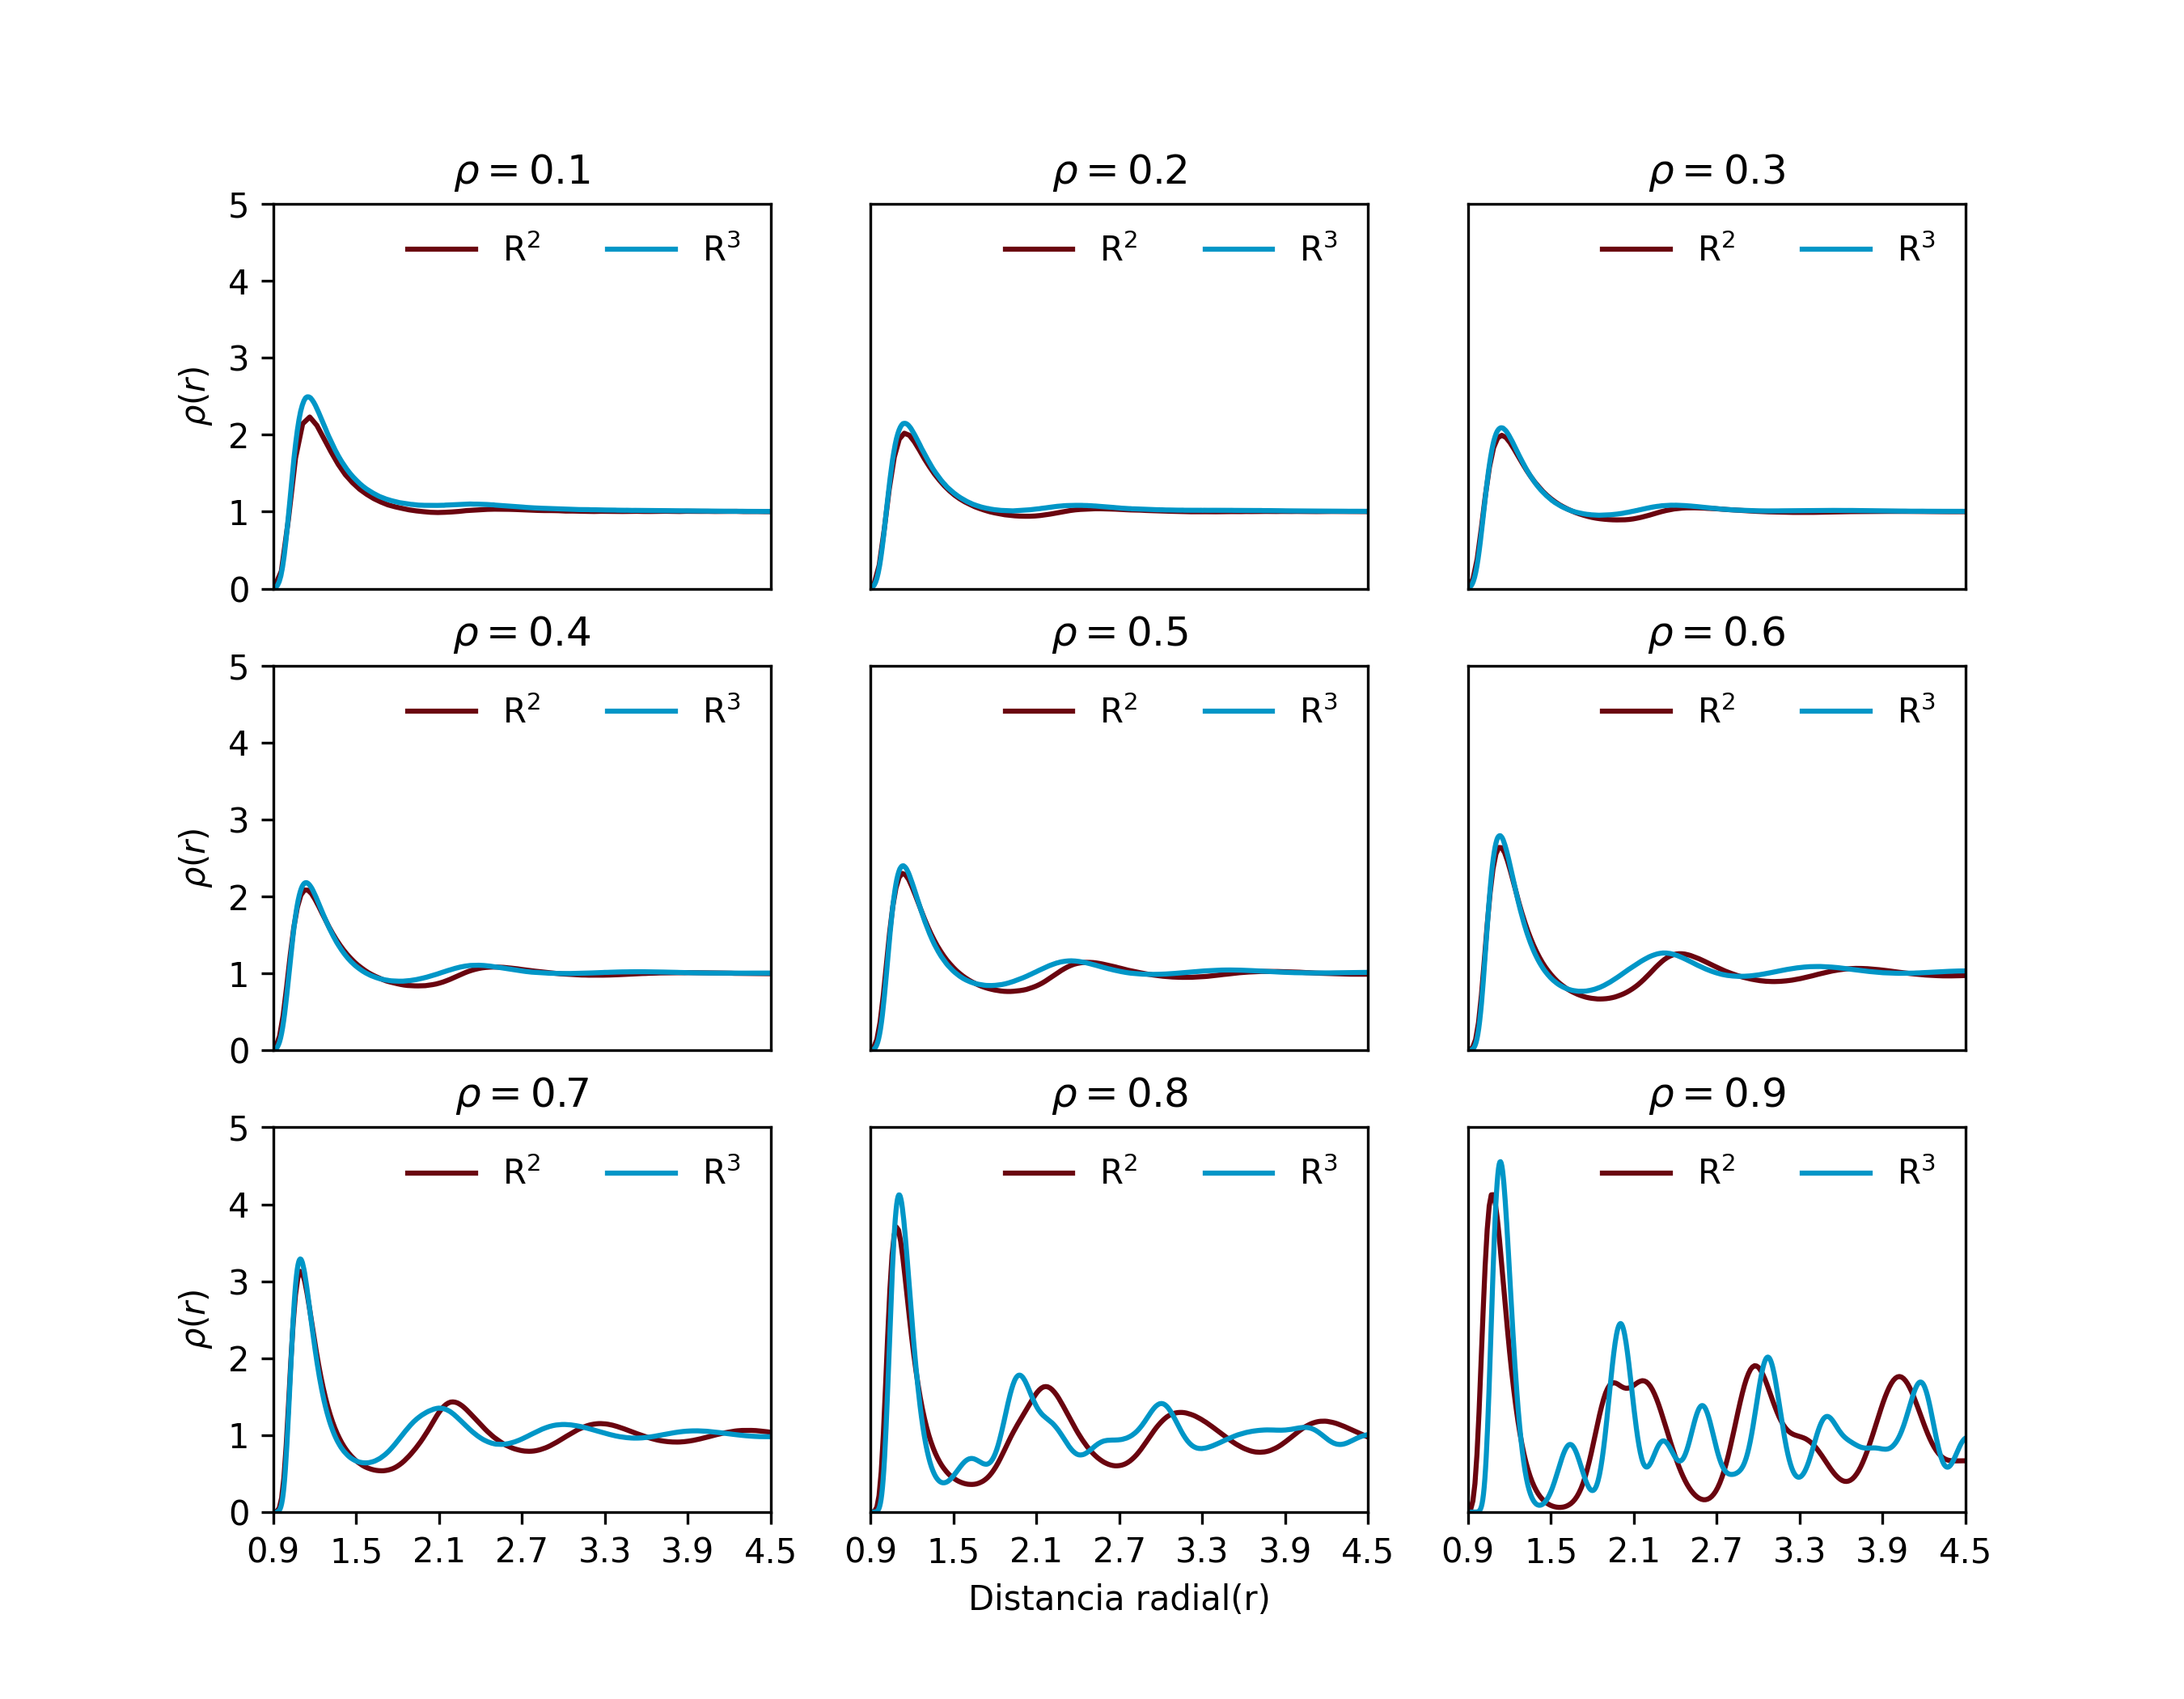 ρ = 0.1
ρ = 0.2
ρ = 0.3
5
4
3
2
1
0
ρ(r)
R² R³
R² R³
R² R³
ρ = 0.4
ρ = 0.5
ρ = 0.6
5
4
3
2
1
0
ρ(r)
R² R³
R² R³
R² R³
ρ = 0.7
ρ = 0.8
ρ = 0.9
5
4
3
2
1
0
ρ(r)
R² R³
R² R³
R² R³
0.9 1.5 2.1 2.7 3.3 3.9 4.5
0.9 1.5 2.1 2.7 3.3 3.9 4.5
0.9 1.5 2.1 2.7 3.3 3.9 4.5
Distancia radial(r)